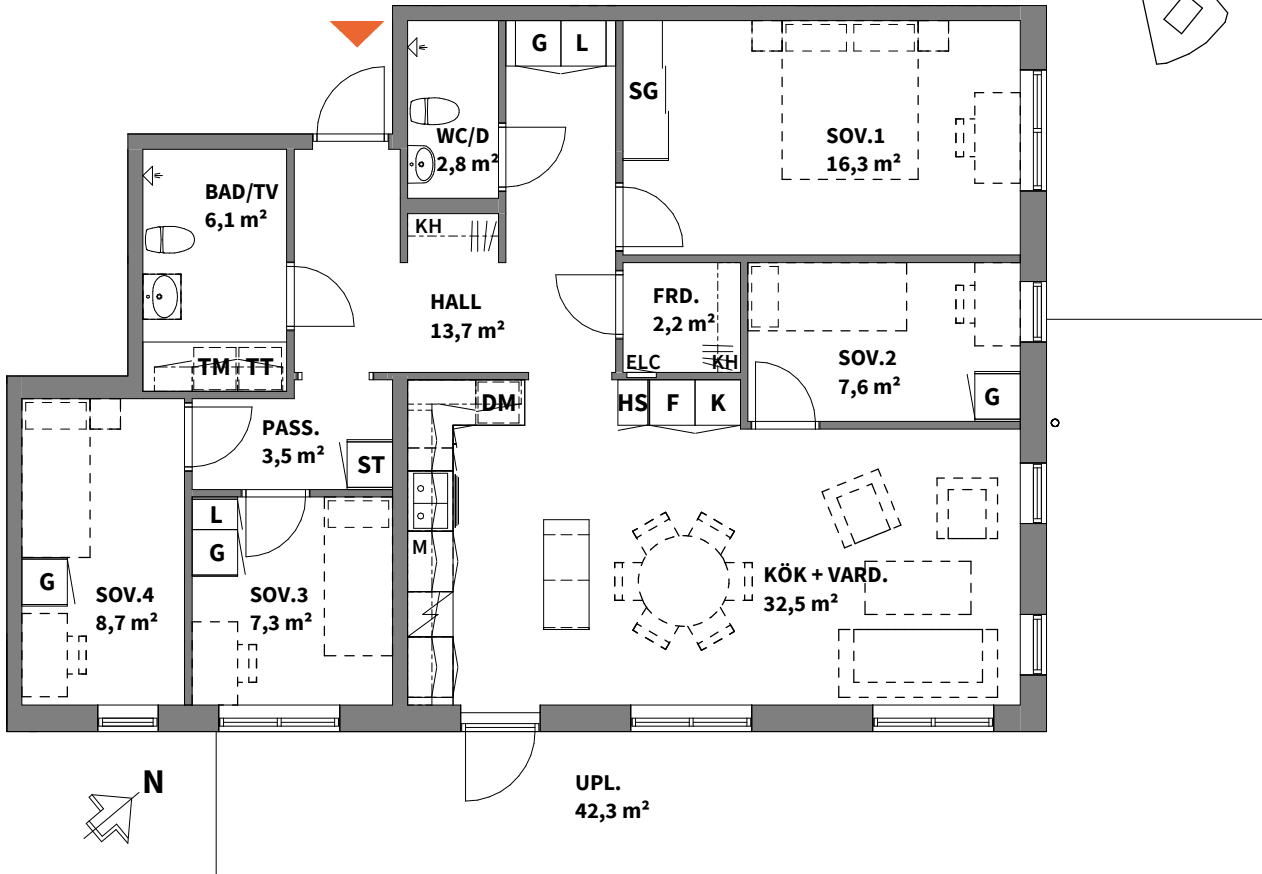 G
L
SG
WC/D
2,8 m²
SOV.1
16,3 m²
BAD/TV
6,1 m²
KH
HALL
13,7 m²
FRD.
2,2 m²
ELC
KH
SOV.2
7,6 m²
G
TM
TT
DM
HS
F
K
PASS.
3,5 m²
ST
L
G
M
G
SOV.4
8,7 m²
SOV.3
7,3 m²
KÖK + VARD.
32,5 m²
N
UPL.
42,3 m²